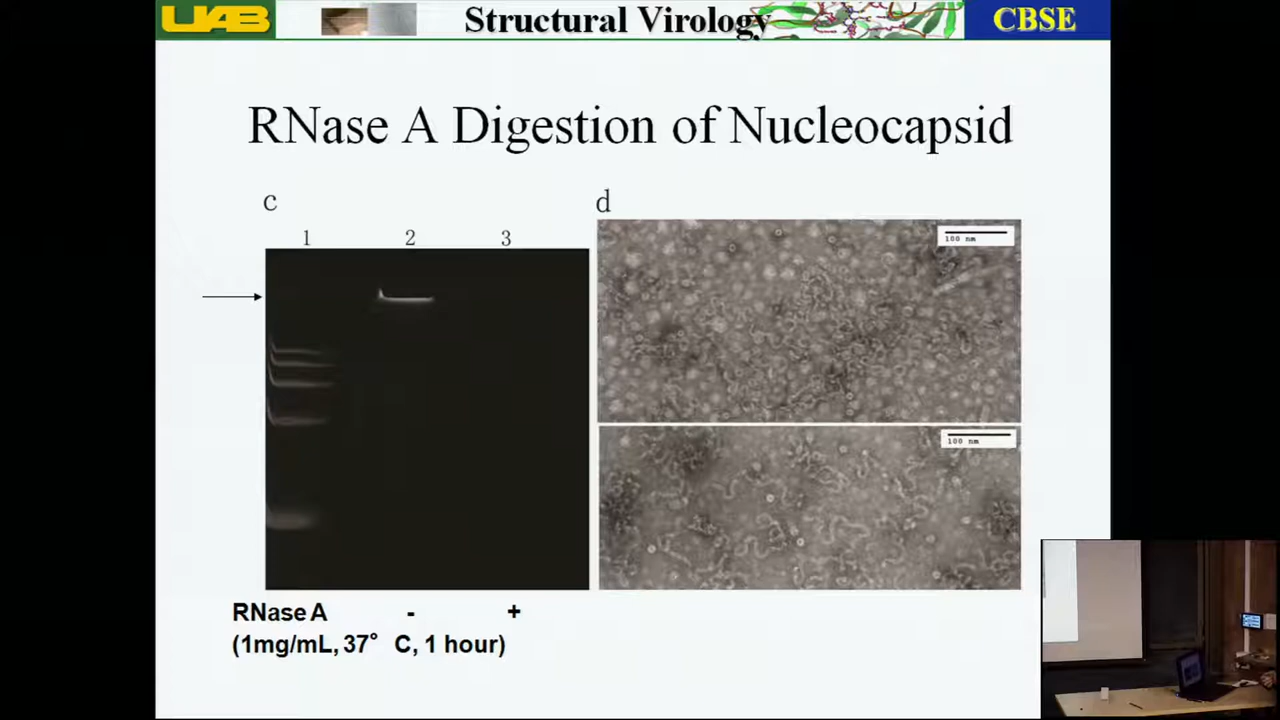 UAB
Structural Virology
CBSE
RNase A Digestion of Nucleocapsid
c
d
1 2 3
100 nm
100 nm
RNase A - +
(1mg/mL, 37° C, 1 hour)